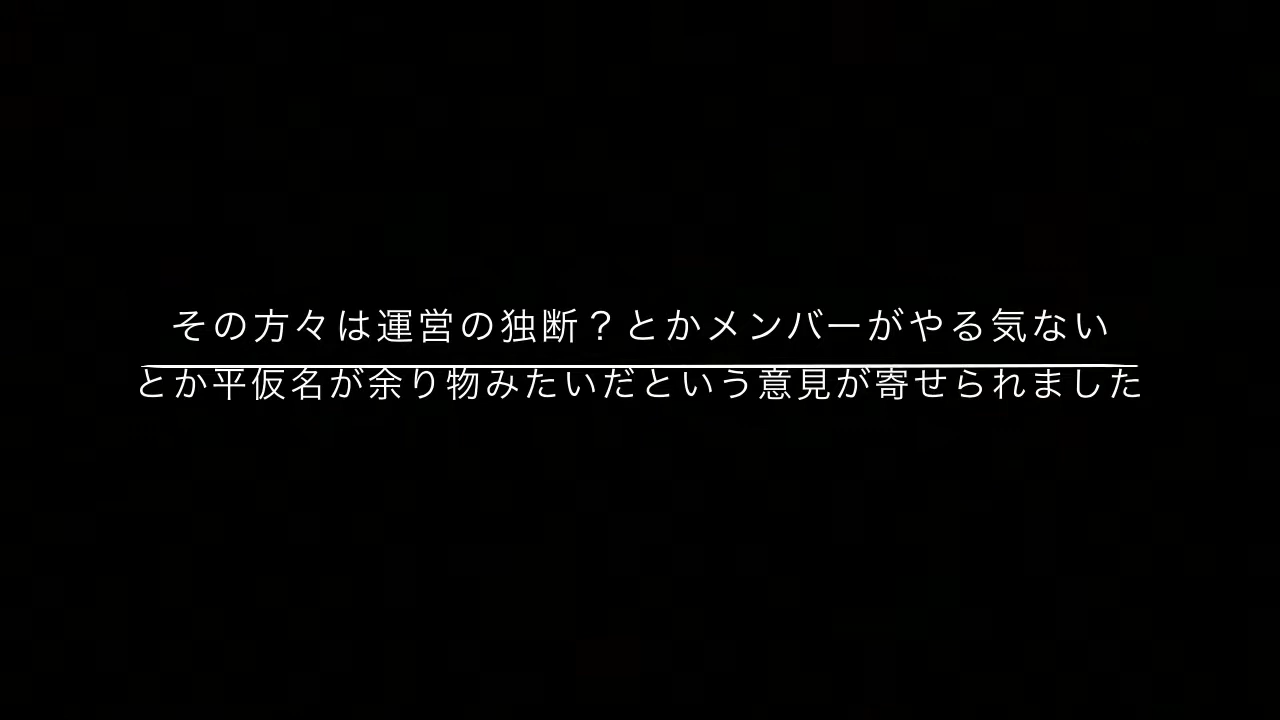 その方々は運営の独断？とかメンバーがやる気ない
とか平仮名が余り物みたいだという意見が寄せられました